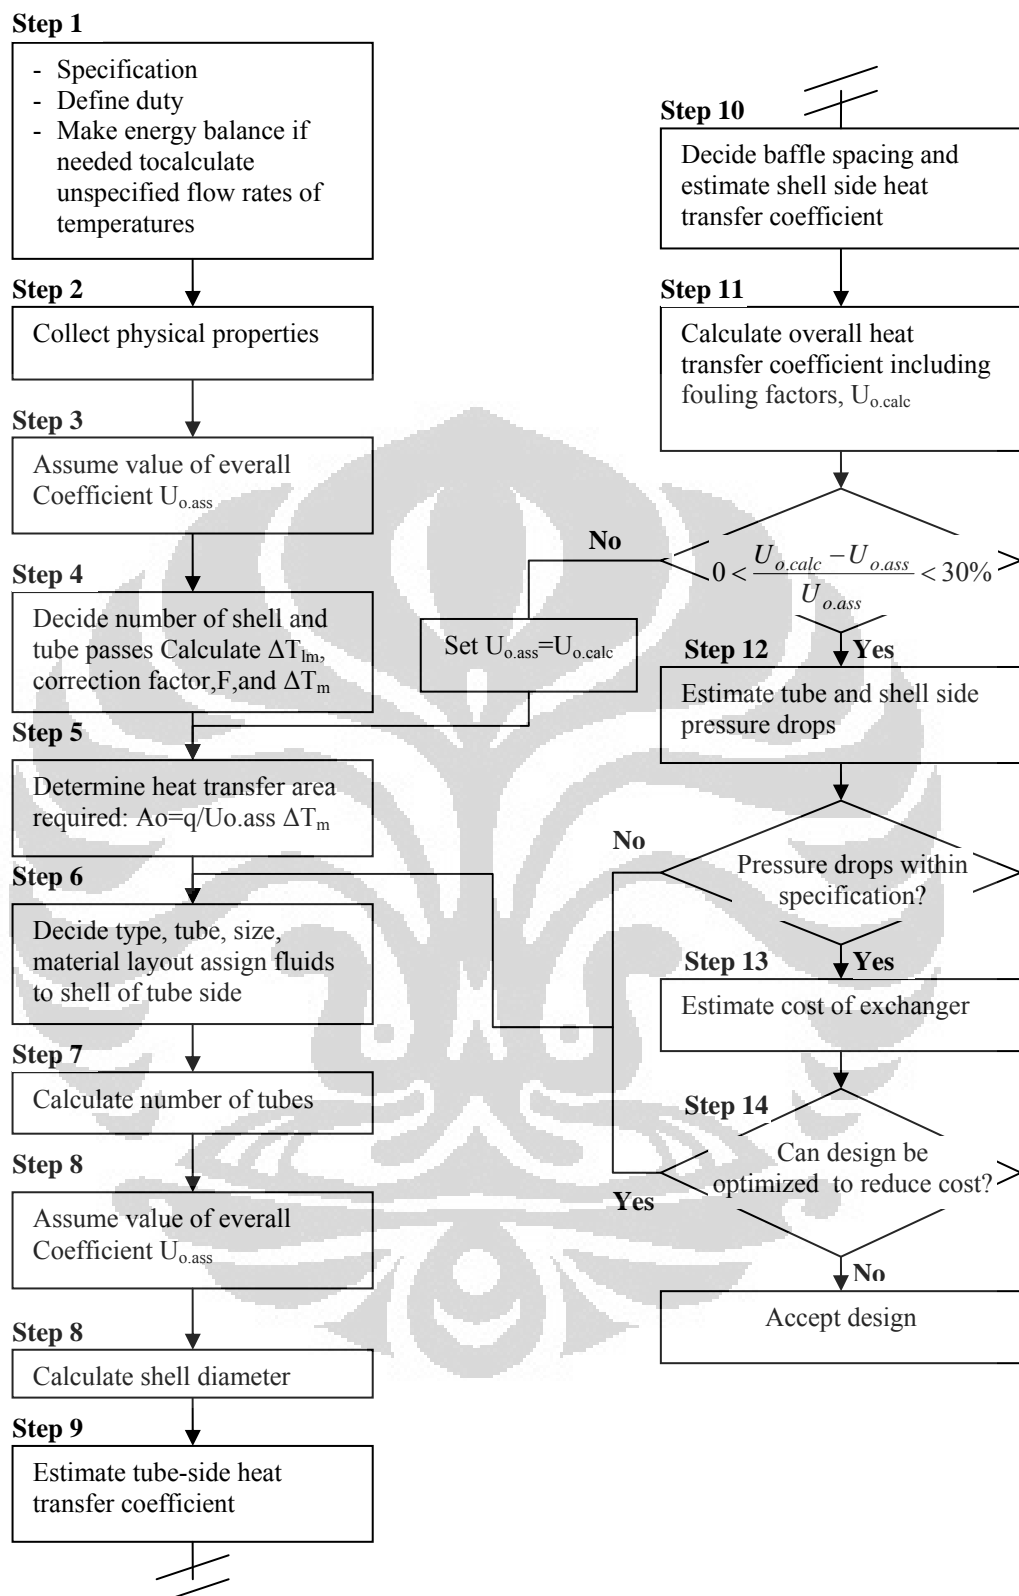 Step 1
- Specification
- Define duty
- Make energy balance if
needed tocalculate
unspecified flow rates of
temperatures
Step 2
Collect physical properties
Step 3
Assume value of everall
Coefficient U₀.ₐₛₛ
Step 4
Decide number of shell and
tube passes Calculate ΔTlm,
correction factor,F,and ΔTm
Step 5
Determine heat transfer area
required: Ao=q/Uo.ass ΔTm
Step 6
Decide type, tube, size,
material layout assign fluids
to shell of tube side
Step 7
Calculate number of tubes
Step 8
Assume value of everall
Coefficient Uo.ass
Step 8
Calculate shell diameter
Step 9
Estimate tube-side heat
transfer coefficient
Step 10
Decide baffle spacing and
estimate shell side heat
transfer coefficient
Step 11
Calculate overall heat
transfer coefficient including
fouling factors, Uo.calc
0 < (Uo.calc − Uo.ass) / Uo.ass < 30%
No
Set Uo.ass=Uo.calc
Yes
Step 12
Estimate tube and shell side
pressure drops
No
Pressure drops within
specification?
Yes
Step 13
Estimate cost of exchanger
Step 14
Can design be
optimized to reduce cost?
Yes
No
Accept design